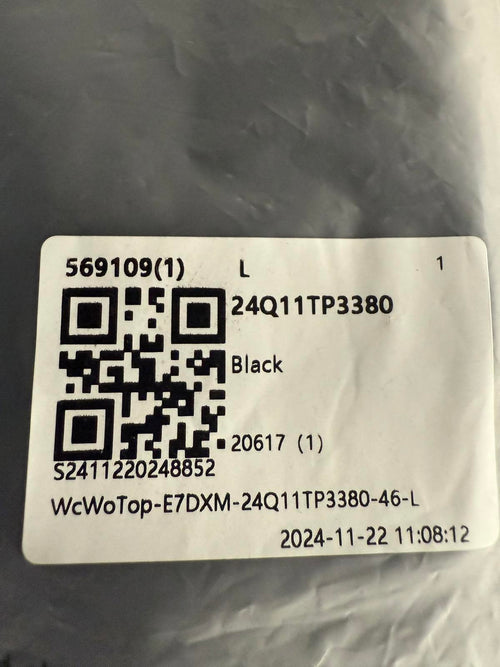 569109(1) L 1
24Q11TP3380
Black
20617 (1)
S2411220248852
WcWoTop-E7DXM-24Q11TP3380-46-L
2024-11-22 11:08:12